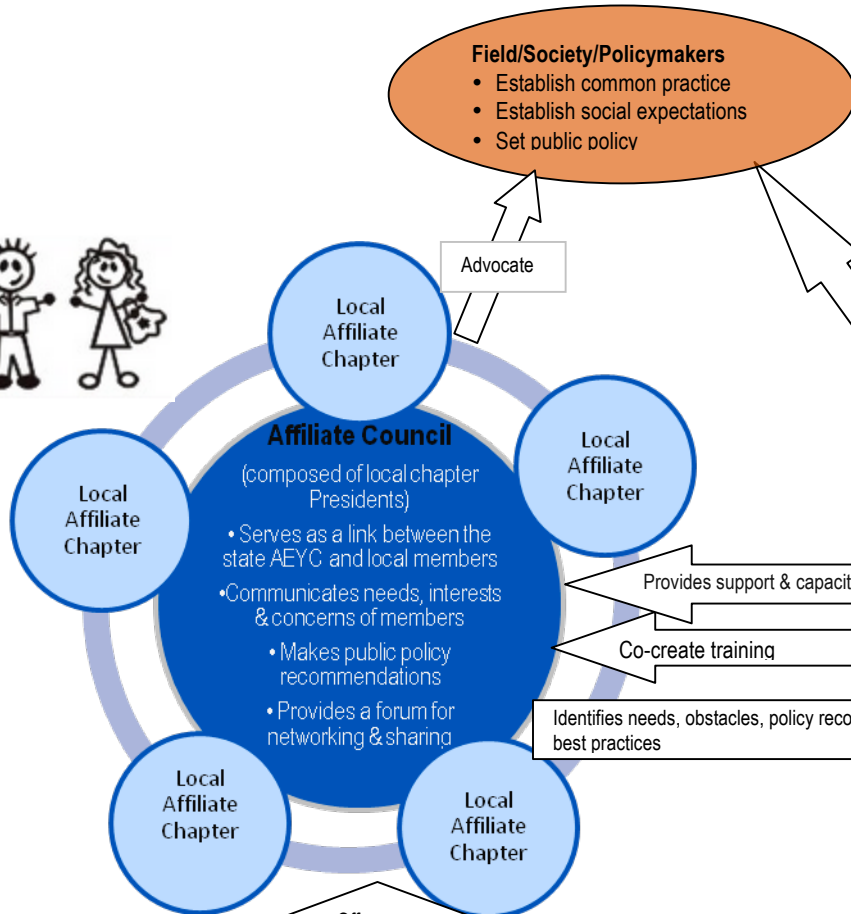 Field/Society/Policymakers
• Establish common practice
• Establish social expectations
• Set public policy
Advocate
Local
Affiliate
Chapter
Local
Affiliate
Chapter
Local
Affiliate
Chapter
Affiliate Council
(composed of local chapter
Presidents)
• Serves as a link between the
state AEYC and local members
•Communicates needs, interests
& concerns of members
• Makes public policy
recommendations
• Provides a forum for
networking & sharing
Provides support &
Co-create training
Identifies needs, obstacles, policy
best practices
Local
Affiliate
Chapter
Local
Affiliate
Chapter